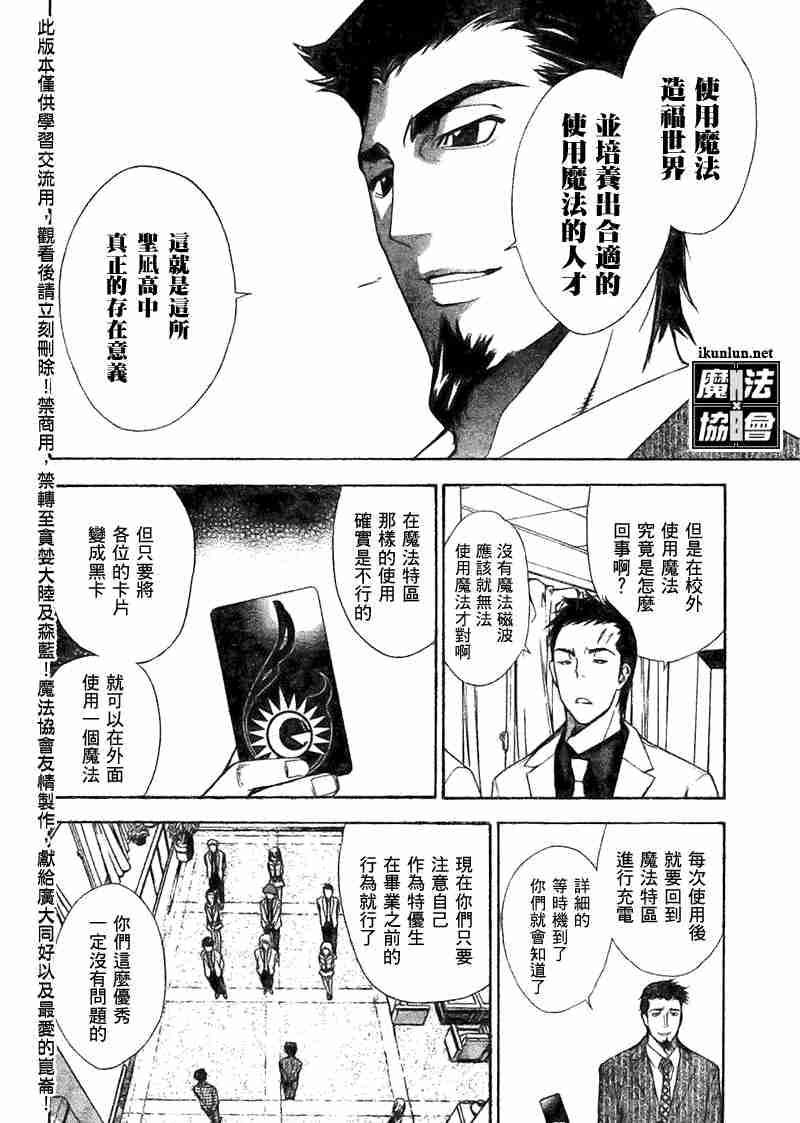 使用魔法
造福世界
並培養出合適的
使用魔法的人才
這就是這所
聖凪高中
真正的存在意義
ikunlun.net
魔法
協會
但是在校外
使用魔法
究竟是怎麼
回事啊?
沒有魔法磁波
應該就無法
使用魔法才對啊
在魔法特區
那樣的使用
確實是不行的
但只要將
各位的卡片
變成黑卡
就可以在外面
使用一個魔法
每次使用後
就要回到
魔法特區
進行充電
詳細的
等時機到了
你們就會知道了
現在你們只要
注意自己
作為特優生
在畢業之前的
行為就行了
你們這麼優秀
一定沒有問題的
此版本僅供學習交流用,觀看後請立刻刪除!禁商用,禁轉至貪婪大陸及森藍!魔法協會友情製作,獻給廣大同好以及最愛的崑崙!